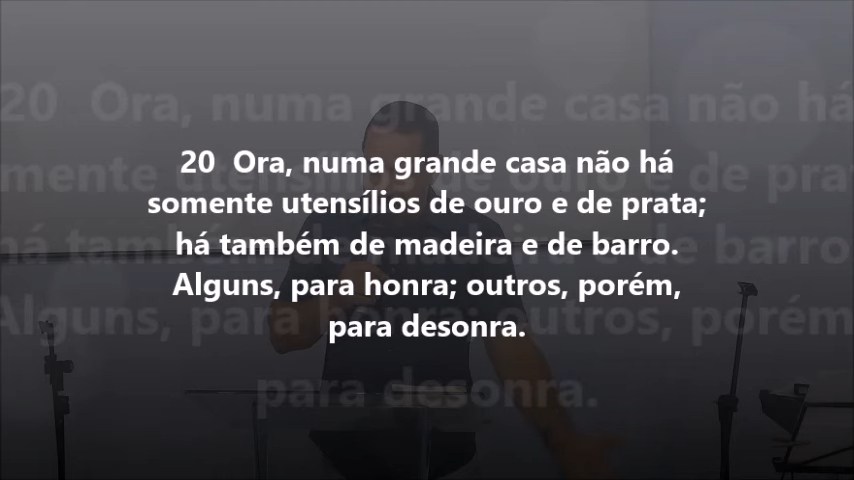 20 Ora, numa grande casa não há
somente utensílios de ouro e de prata;
há também de madeira e de barro.
Alguns, para honra; outros, porém,
para desonra.